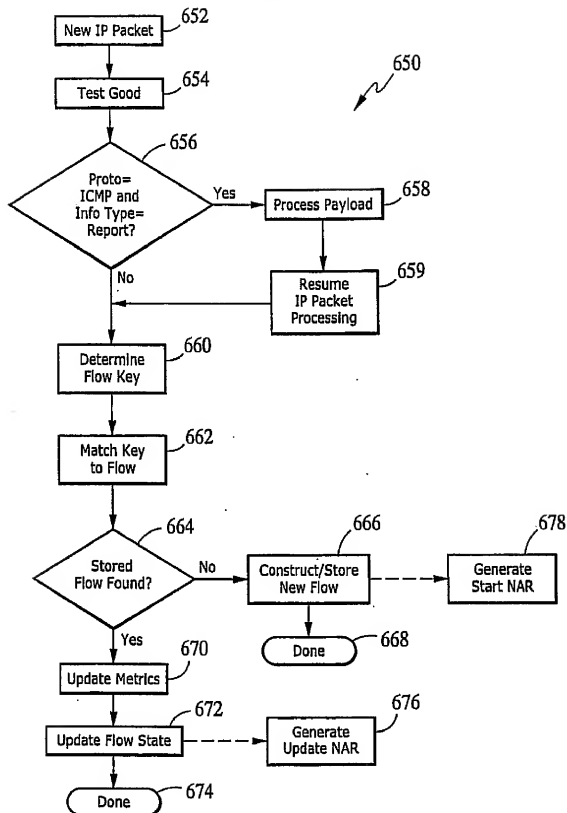 New IP Packet
652
Test Good
654
650
656
Proto=
ICMP and
Info Type=
Report?
Yes
Process Payload
658
No
Resume
IP Packet
Processing
659
Determine
Flow Key
660
Match Key
to Flow
662
664
Stored
Flow Found?
No
Construct/Store
New Flow
666
Generate
Start NAR
678
Yes
Done
668
Update Metrics
670
Update Flow State
672
Generate
Update NAR
676
Done
674